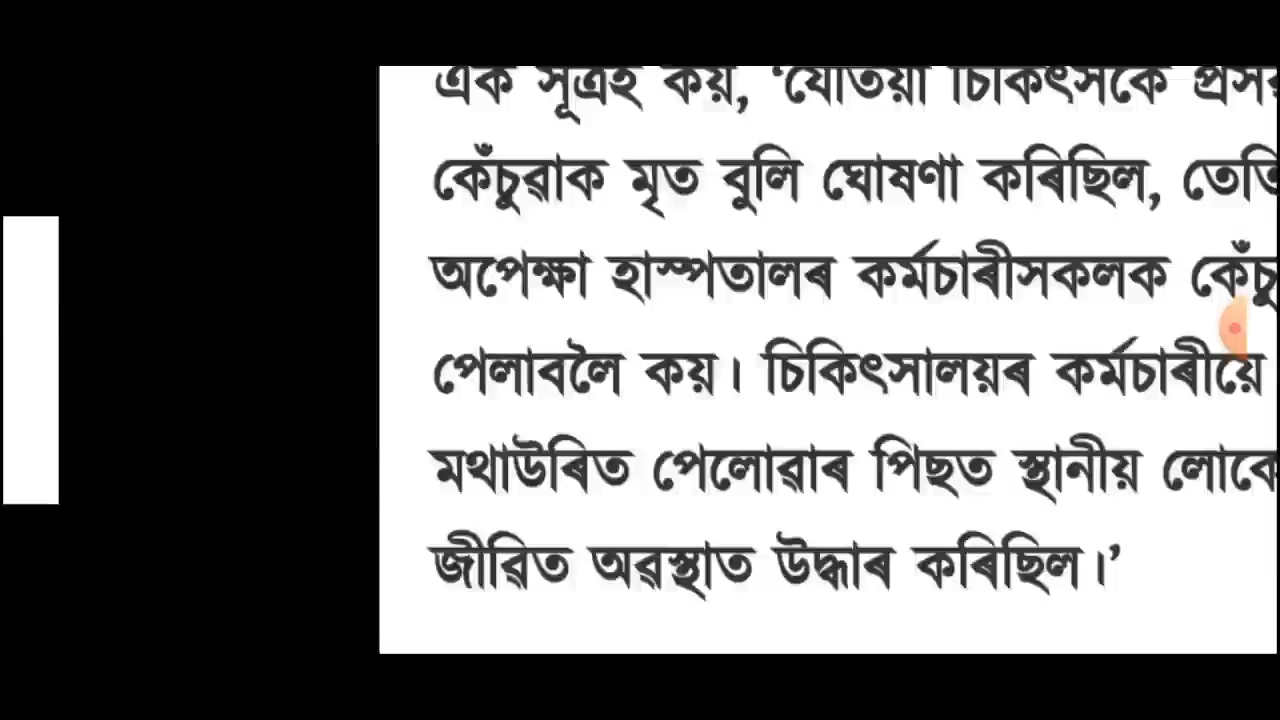 এক সূত্ৰহ কয়, ‘যেতিয়া চিকিৎসকে
কেঁচুৱাক মৃত বুলি ঘোষণা কৰিছিল,
অপেক্ষা হাস্পতালৰ কৰ্মচাৰীসকলক
পেলাবলৈ কয়। চিকিৎসালয়ৰ কৰ্মচাৰীয়ে
মথাউৰিত পেলোৱাৰ পিছত স্থানীয়
জীৱিত অৱস্থাত উদ্ধাৰ কৰিছিল।’